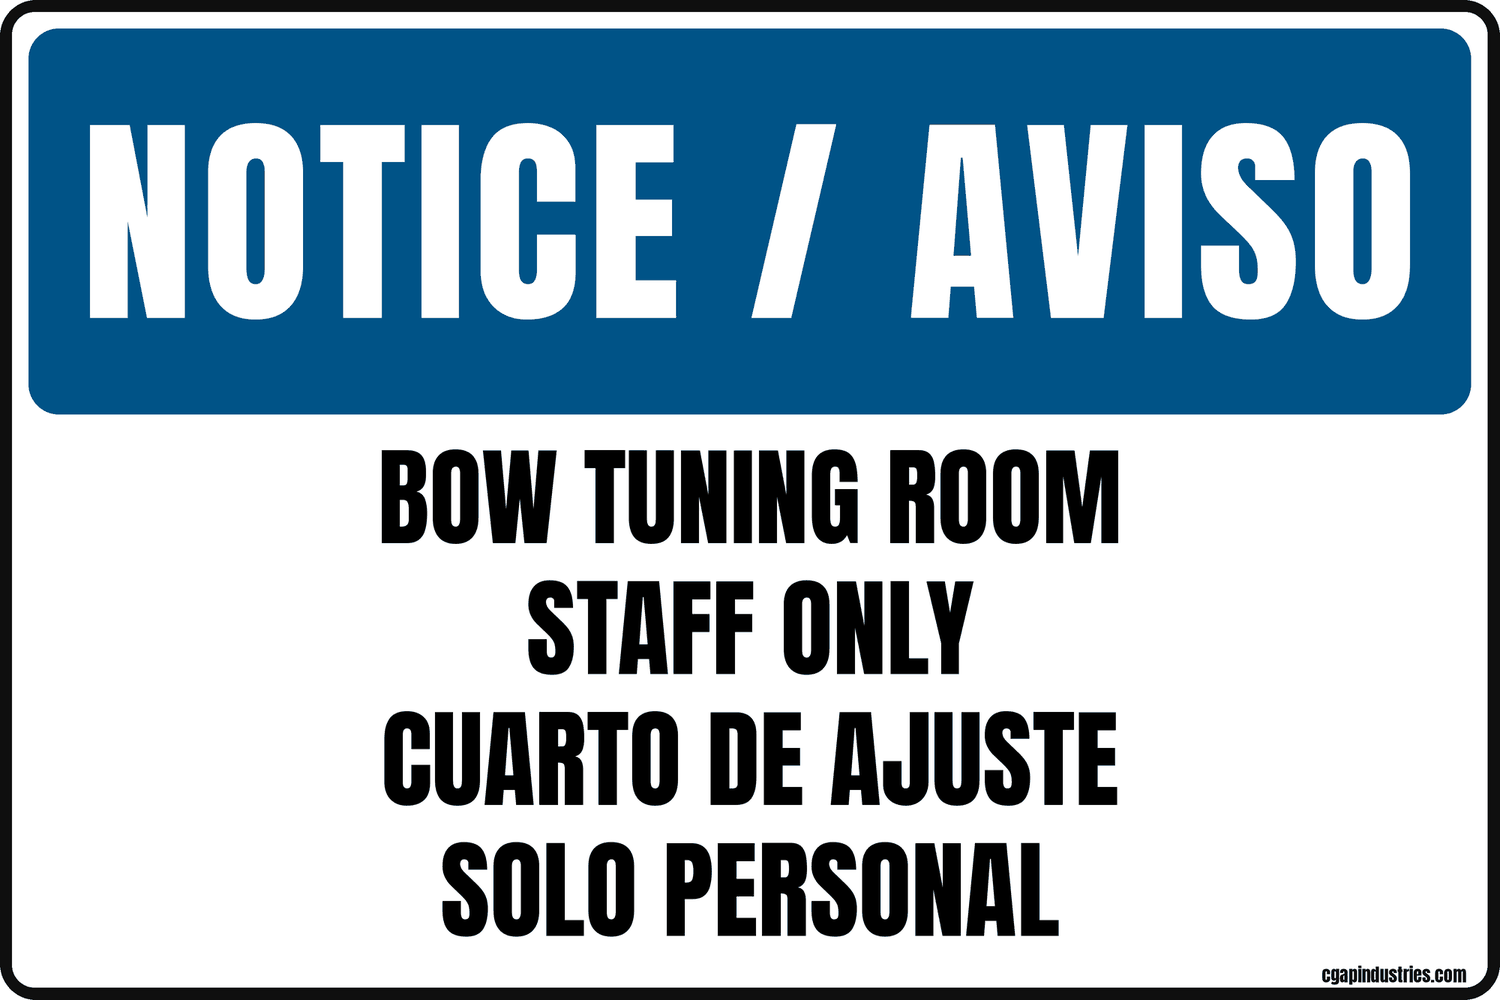 NOTICE / AVISO
BOW TUNING ROOM
STAFF ONLY
CUARTO DE AJUSTE
SOLO PERSONAL
cgapindustries.com